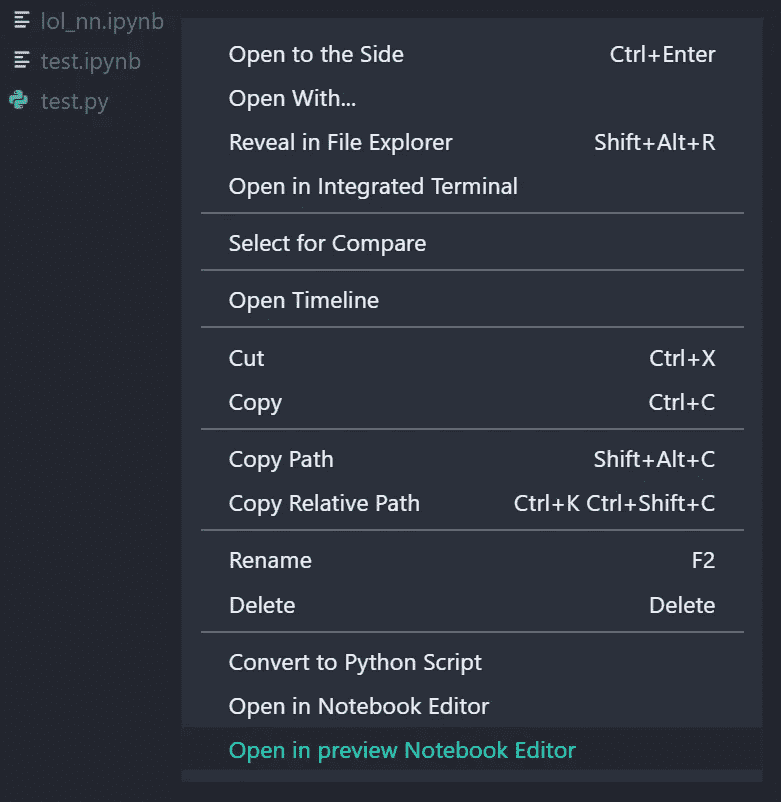 lol_nn.ipynb
test.ipynb
test.py
Open to the Side Ctrl+Enter
Open With...
Reveal in File Explorer Shift+Alt+R
Open in Integrated Terminal
Select for Compare
Open Timeline
Cut Ctrl+X
Copy Ctrl+C
Copy Path Shift+Alt+C
Copy Relative Path Ctrl+K Ctrl+Shift+C
Rename F2
Delete Delete
Convert to Python Script
Open in Notebook Editor
Open in preview Notebook Editor